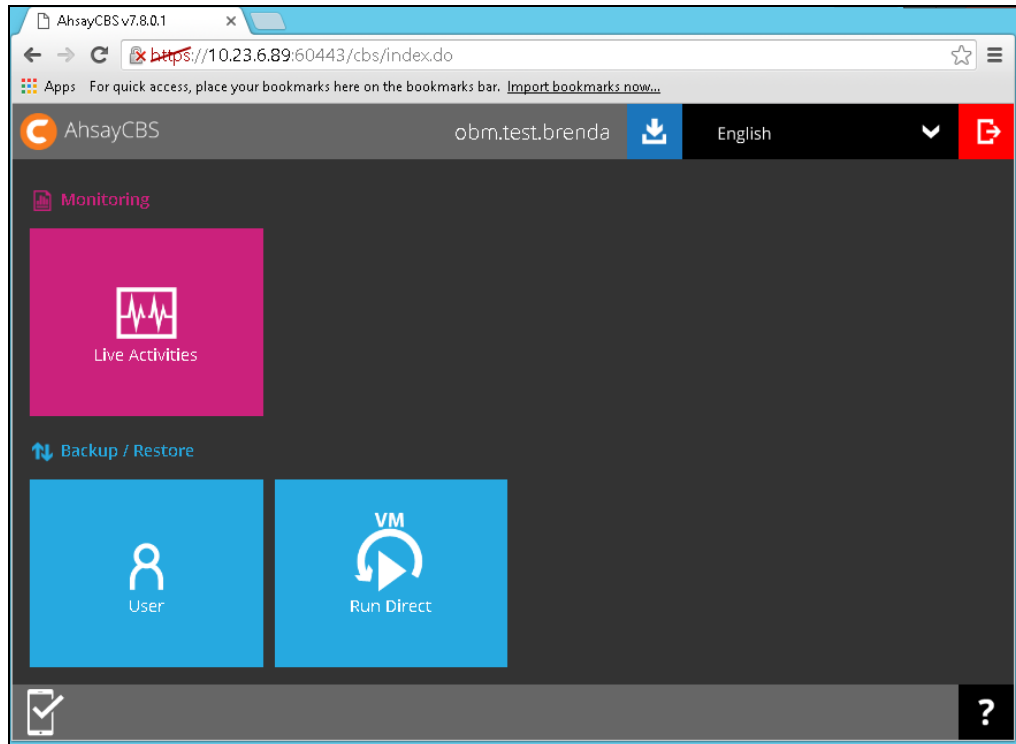 AhsayCBS v7.8.0.1
https://10.23.6.89:60443/cbs/index.do
Apps For quick access, place your bookmarks here on the bookmarks bar. Import bookmarks now...
AhsayCBS obm.test.brenda English
Monitoring
Live Activities
Backup / Restore
VM
User Run Direct
?